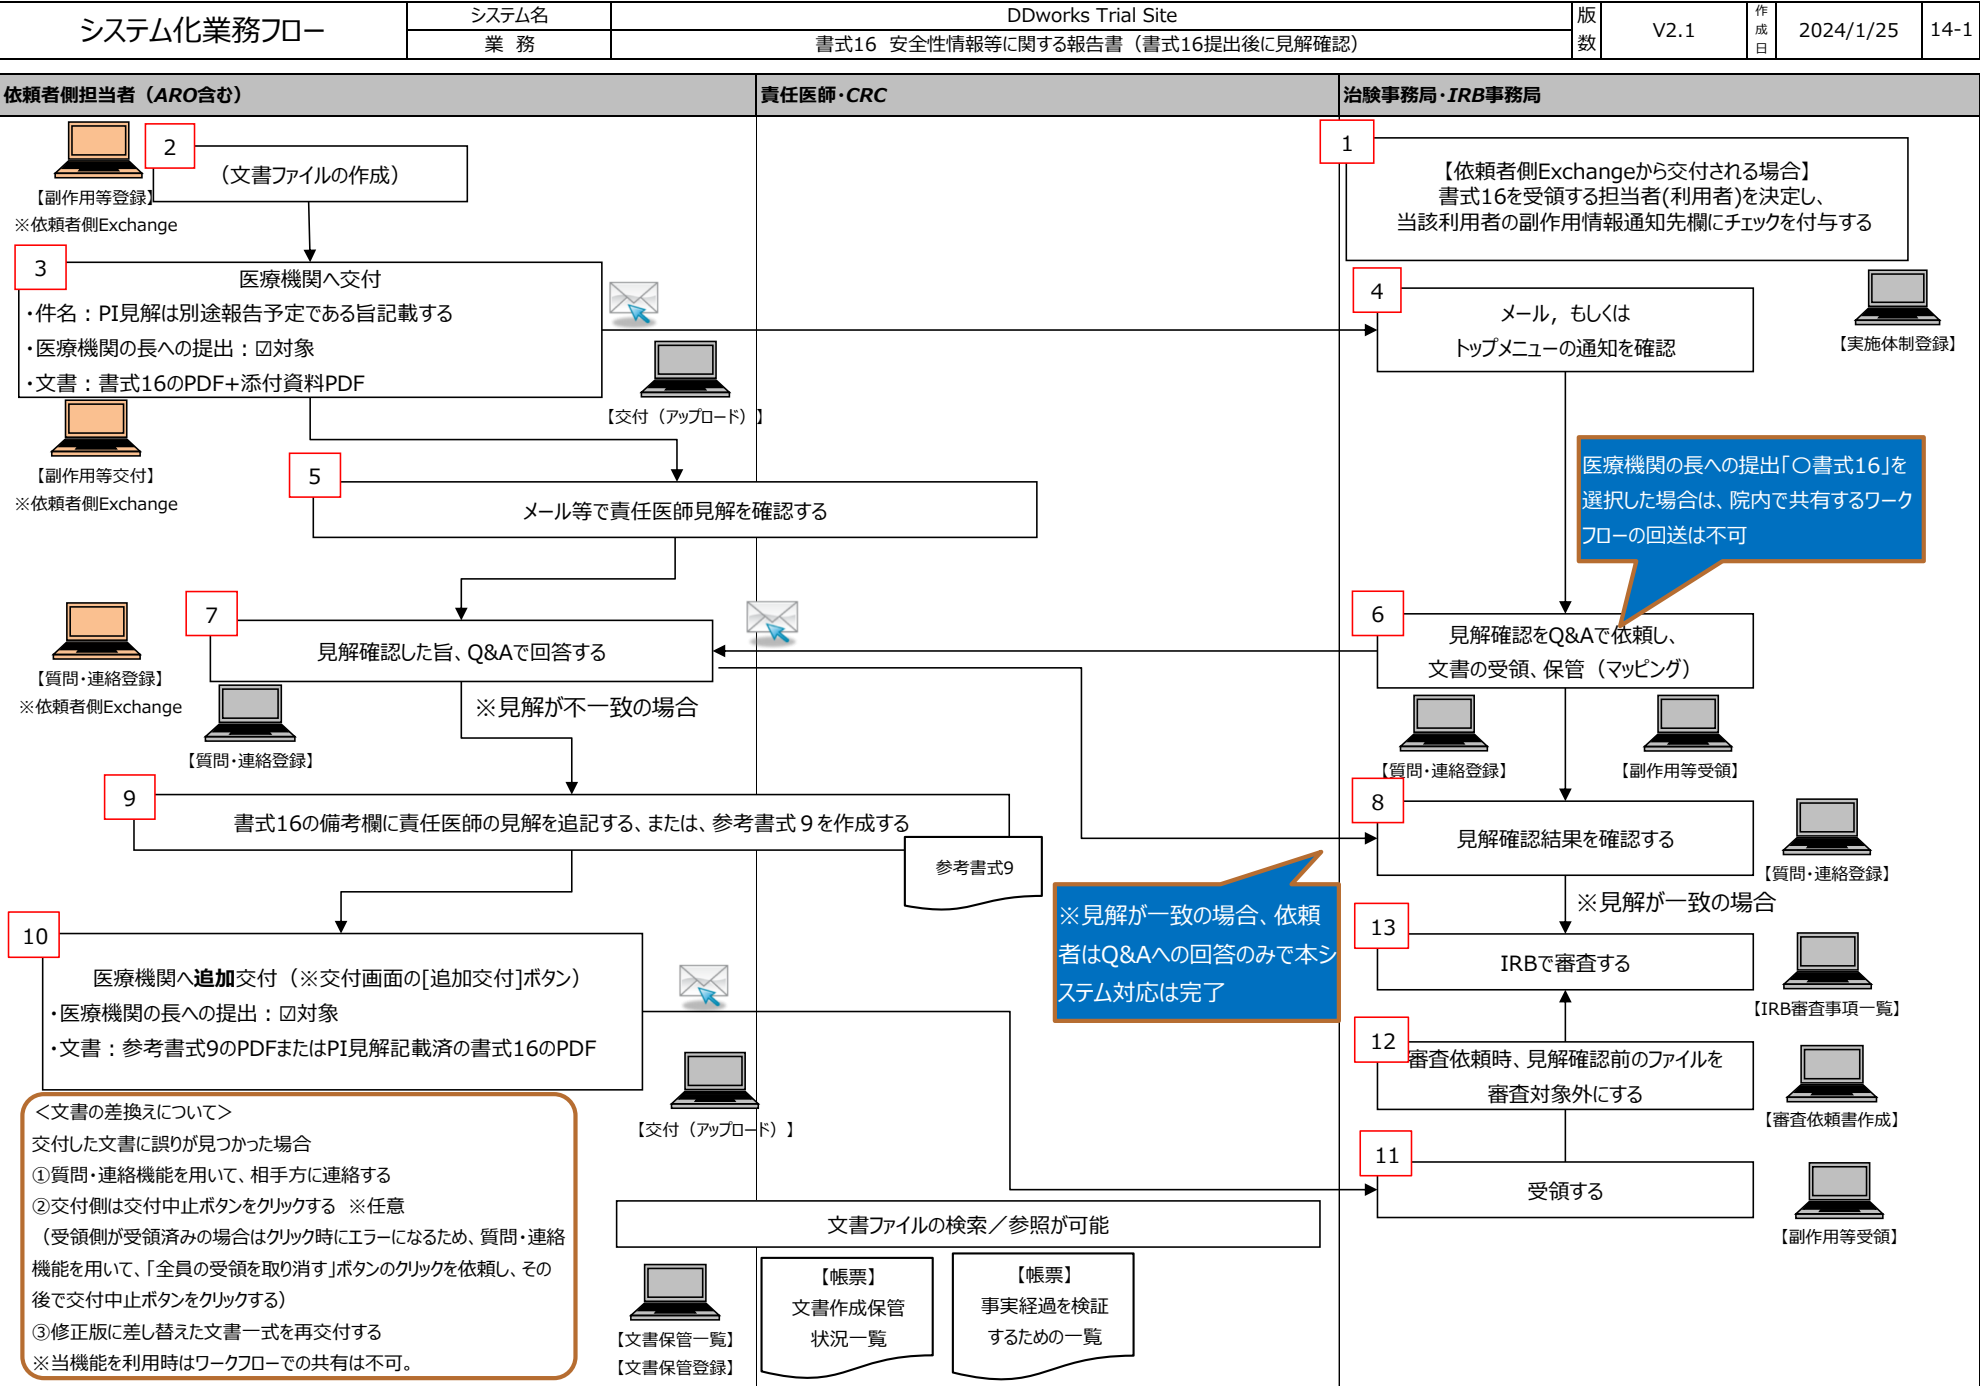 システム化業務フロー
システム名
DDworks Trial Site
業 務
書式16 安全性情報等に関する報告書（書式16提出後に見解確認）
版数
V2.1
作成日
2024/1/25
14-1
依頼者側担当者（ARO含む）
責任医師・CRC
治験事務局・IRB事務局
2
（文書ファイルの作成）
【副作用等登録】
※依頼者側Exchange
1
【依頼者側Exchangeから交付される場合】
書式16を受領する担当者(利用者)を決定し、
当該利用者の副作用情報通知先欄にチェックを付与する
【実施体制登録】
3
医療機関へ交付
・件名：PI見解は別途報告予定である旨記載する
・医療機関の長への提出：☑対象
・文書：書式16のPDF+添付資料PDF
【交付（アップロード）】
【副作用等交付】
※依頼者側Exchange
4
メール，もしくは
トップメニューの通知を確認
5
メール等で責任医師見解を確認する
医療機関の長への提出「〇書式16」を
選択した場合は、院内で共有するワーク
フローの回送は不可
6
見解確認をQ&Aで依頼し、
文書の受領、保管（マッピング）
【質問・連絡登録】
【副作用等受領】
7
見解確認した旨、Q&Aで回答する
【質問・連絡登録】
※依頼者側Exchange
【質問・連絡登録】
※見解が不一致の場合
8
見解確認結果を確認する
【質問・連絡登録】
※見解が一致の場合
9
書式16の備考欄に責任医師の見解を追記する、または、参考書式９を作成する
参考書式9
※見解が一致の場合、依頼
者はQ&Aへの回答のみで本シ
ステム対応は完了
10
医療機関へ追加交付（※交付画面の[追加交付]ボタン）
・医療機関の長への提出：☑対象
・文書：参考書式9のPDFまたはPI見解記載済の書式16のPDF
【交付（アップロード）】
13
IRBで審査する
【IRB審査事項一覧】
12
審査依頼時、見解確認前のファイルを
審査対象外にする
【審査依頼書作成】
11
受領する
【副作用等受領】
＜文書の差換えについて＞
交付した文書に誤りが見つかった場合
①質問・連絡機能を用いて、相手方に連絡する
②交付側は交付中止ボタンをクリックする ※任意
（受領側が受領済みの場合はクリック時にエラーになるため、質問・連絡
機能を用いて、「全員の受領を取り消す」ボタンのクリックを依頼し、その
後で交付中止ボタンをクリックする）
③修正版に差し替えた文書一式を再交付する
※当機能を利用時はワークフローでの共有は不可。
文書ファイルの検索／参照が可能
【文書保管一覧】
【文書保管登録】
【帳票】
文書作成保管
状況一覧
【帳票】
事実経過を検証
するための一覧